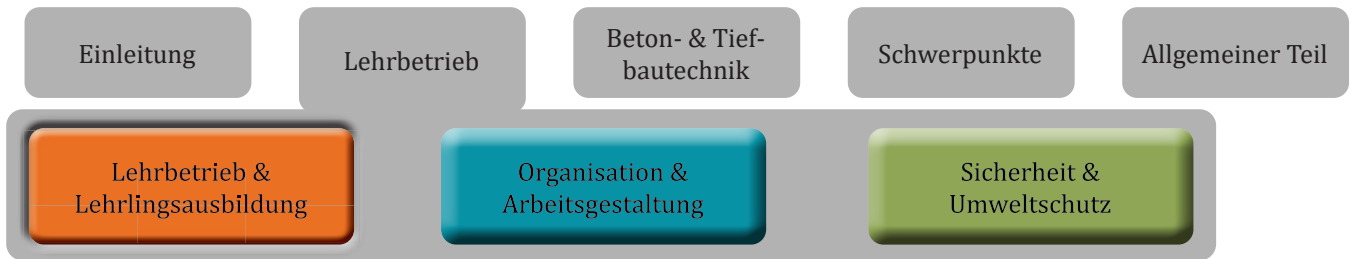 Einleitung
Lehrbetrieb
Beton- & Tief-
bautechnik
Schwerpunkte
Allgemeiner Teil
Lehrbetrieb &
Lehrlingsausbildung
Organisation &
Arbeitsgestaltung
Sicherheit &
Umweltschutz